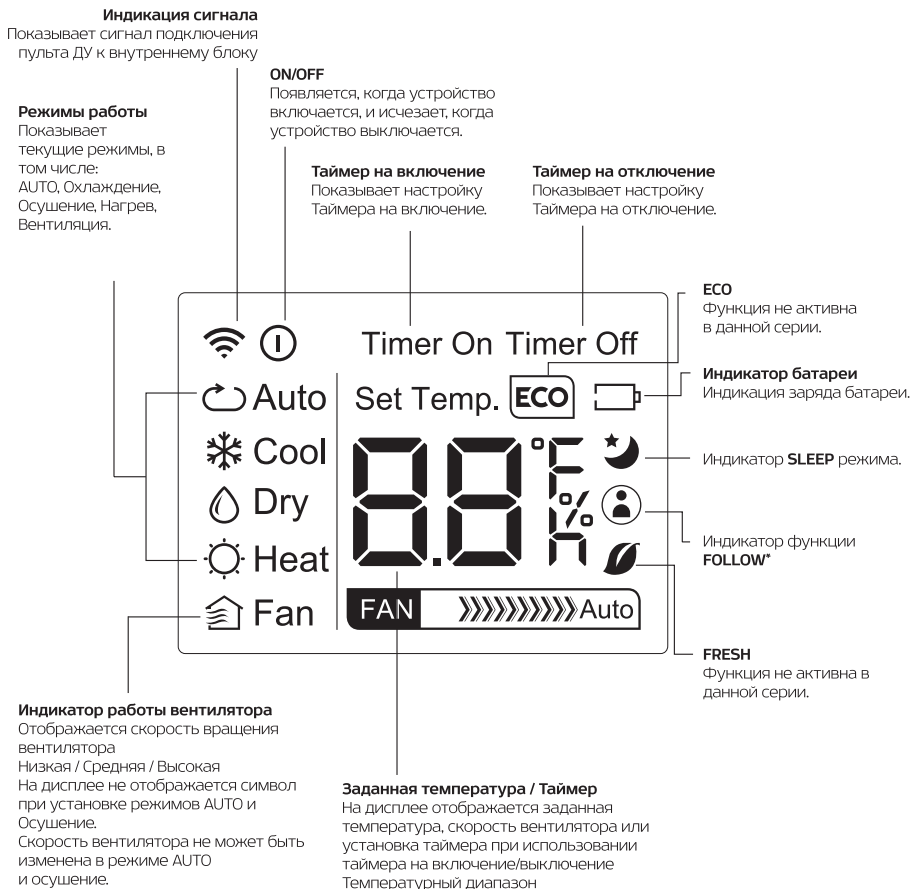 Индикация сигнала
Показывает сигнал подключения
пульта ДУ к внутреннему блоку
ON/OFF
Появляется, когда устройство
включается, и исчезает, когда
устройство выключается.
Режимы работы
Показывает
текущие режимы, в
том числе:
AUTO, Охлаждение,
Осушение, Нагрев,
Вентиляция.
Таймер на включение
Показывает настройку
Таймера на включение.
Таймер на отключение
Показывает настройку
Таймера на отключение.
ECO
Функция не активна
в данной серии.
Индикатор батареи
Индикация заряда батареи.
Индикатор SLEEP режима.
Индикатор функции
FOLLOW*
FRESH
Функция не активна в
данной серии.
Timer On Timer Off
Auto
Set Temp. ECO
Cool
Dry
Heat
Fan
88 °F
%
h
FAN Auto
Индикатор работы вентилятора
Отображается скорость вращения
вентилятора
Низкая / Средняя / Высокая
На дисплее не отображается символ
при установке режимов AUTO и
Осушение.
Скорость вентилятора не может быть
изменена в режиме AUTO
и осушение.
Заданная температура / Таймер
На дисплее отображается заданная
температура, скорость вентилятора или
установка таймера при использовании
таймера на включение/выключение
Температурный диапазон